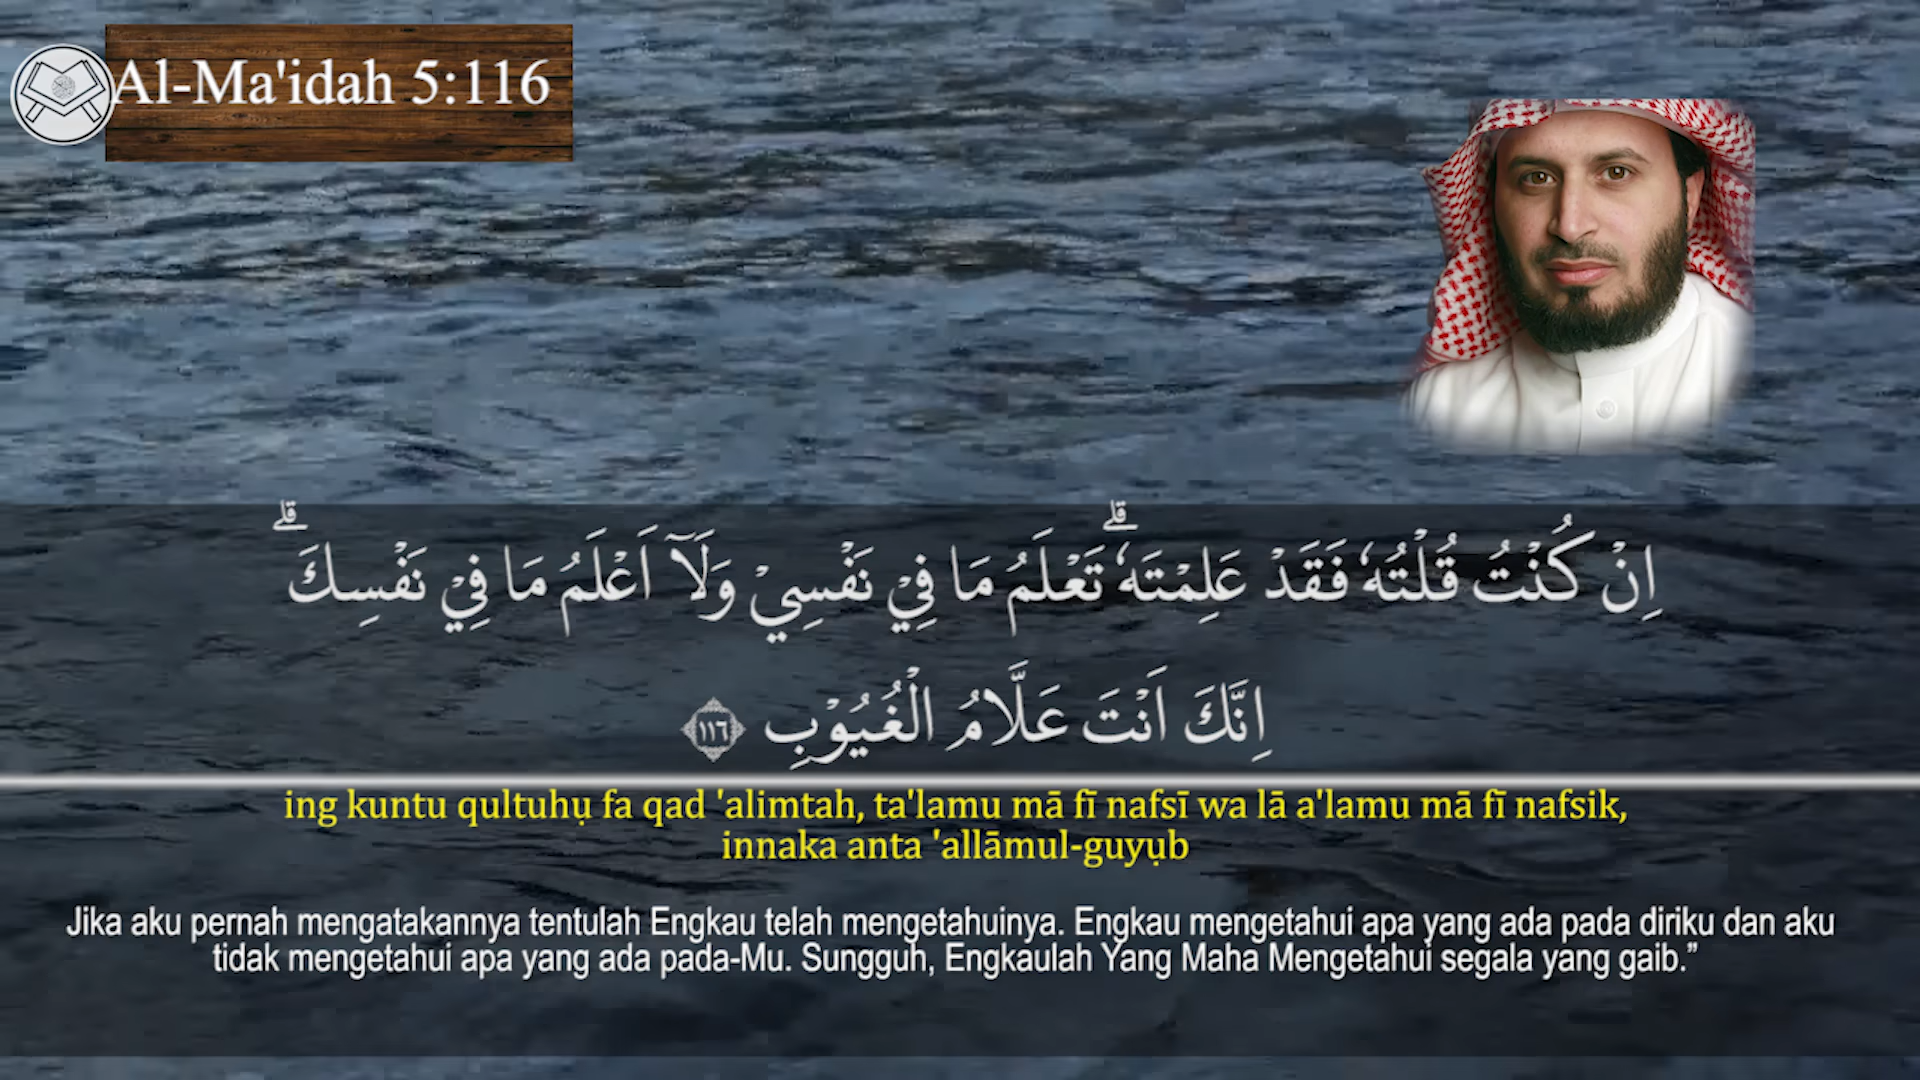 Al-Ma'idah 5:116
اِنْ كُنْتُ قُلْتُهٗ فَقَدْ عَلِمْتَهٗ ۗ تَعْلَمُ مَا فِيْ نَفْسِيْ وَلَآ اَعْلَمُ مَا فِيْ نَفْسِكَ ۗ
اِنَّكَ اَنْتَ عَلَّامُ الْغُيُوْبِ ١١٦
ing kuntu qultuhụ fa qad 'alimtah, ta'lamu mā fī nafsī wa lā a'lamu mā fī nafsik,
innaka anta 'allāmul-guyụb
Jika aku pernah mengatakannya tentulah Engkau telah mengetahuinya. Engkau mengetahui apa yang ada pada diriku dan aku
tidak mengetahui apa yang ada pada-Mu. Sungguh, Engkaulah Yang Maha Mengetahui segala yang gaib.”